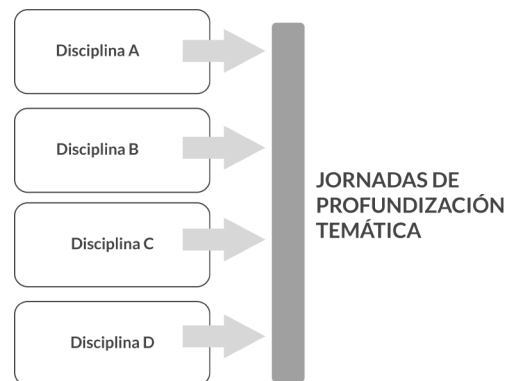 Disciplina A
Disciplina B
Disciplina C
Disciplina D
JORNADAS DE
PROFUNDIZACIÓN
TEMÁTICA